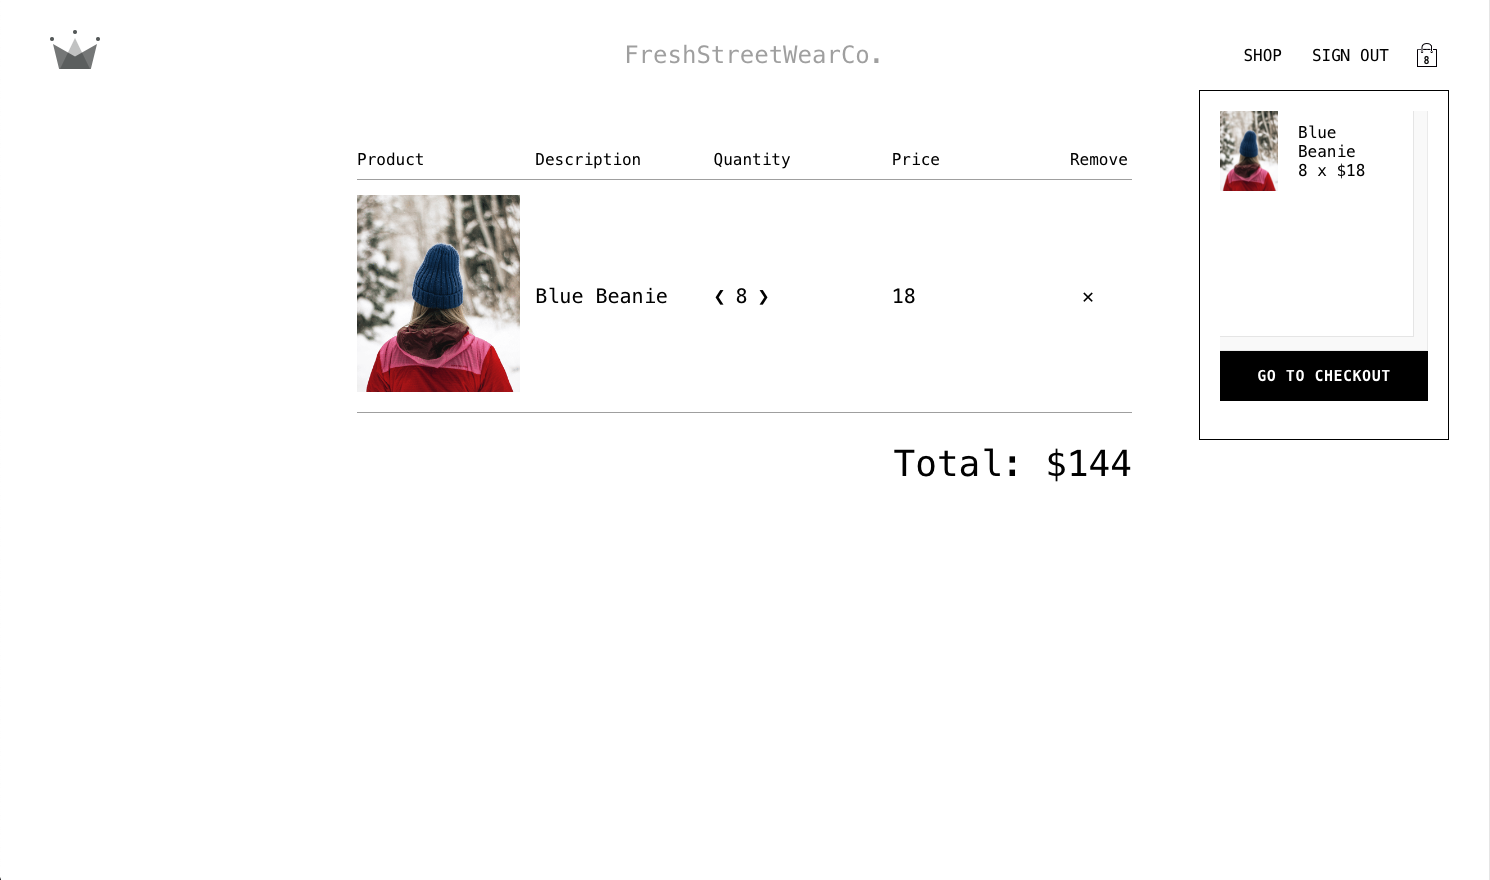 FreshStreetWearCo.
SHOP SIGN OUT 8
Product Description Quantity Price Remove
Blue Beanie ❮ 8 ❯ 18 ✕
Total: $144
Blue
Beanie
8 x $18
GO TO CHECKOUT